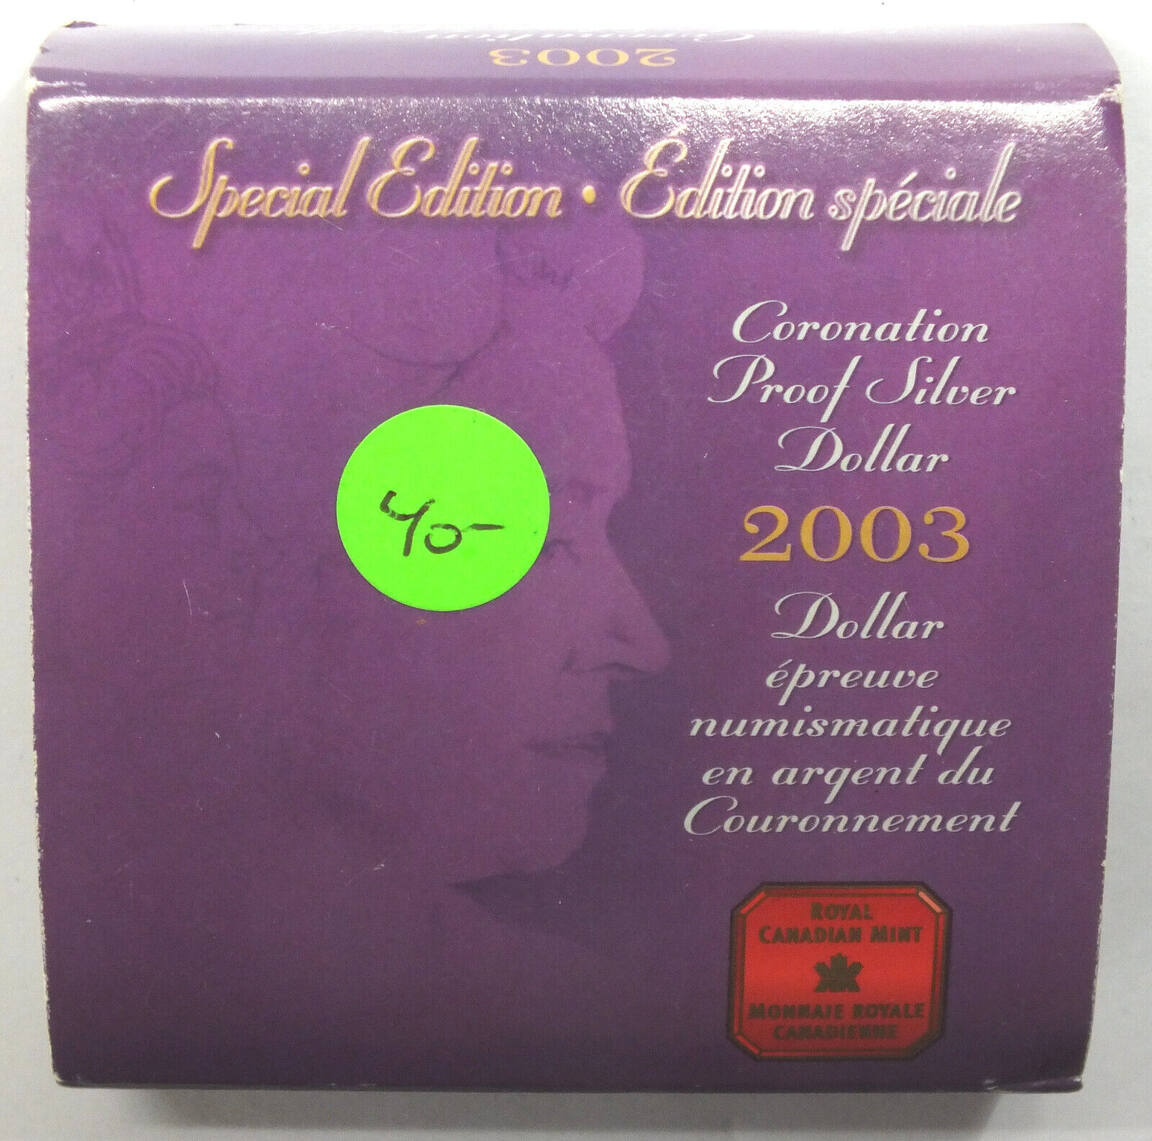 2003
Coronation
Special Edition • Édition spéciale
Coronation
Proof Silver
Dollar
2003
Dollar
épreuve
numismatique
en argent du
Couronnement
40-
ROYAL
CANADIAN MINT
MONNAIE ROYALE
CANADIENNE